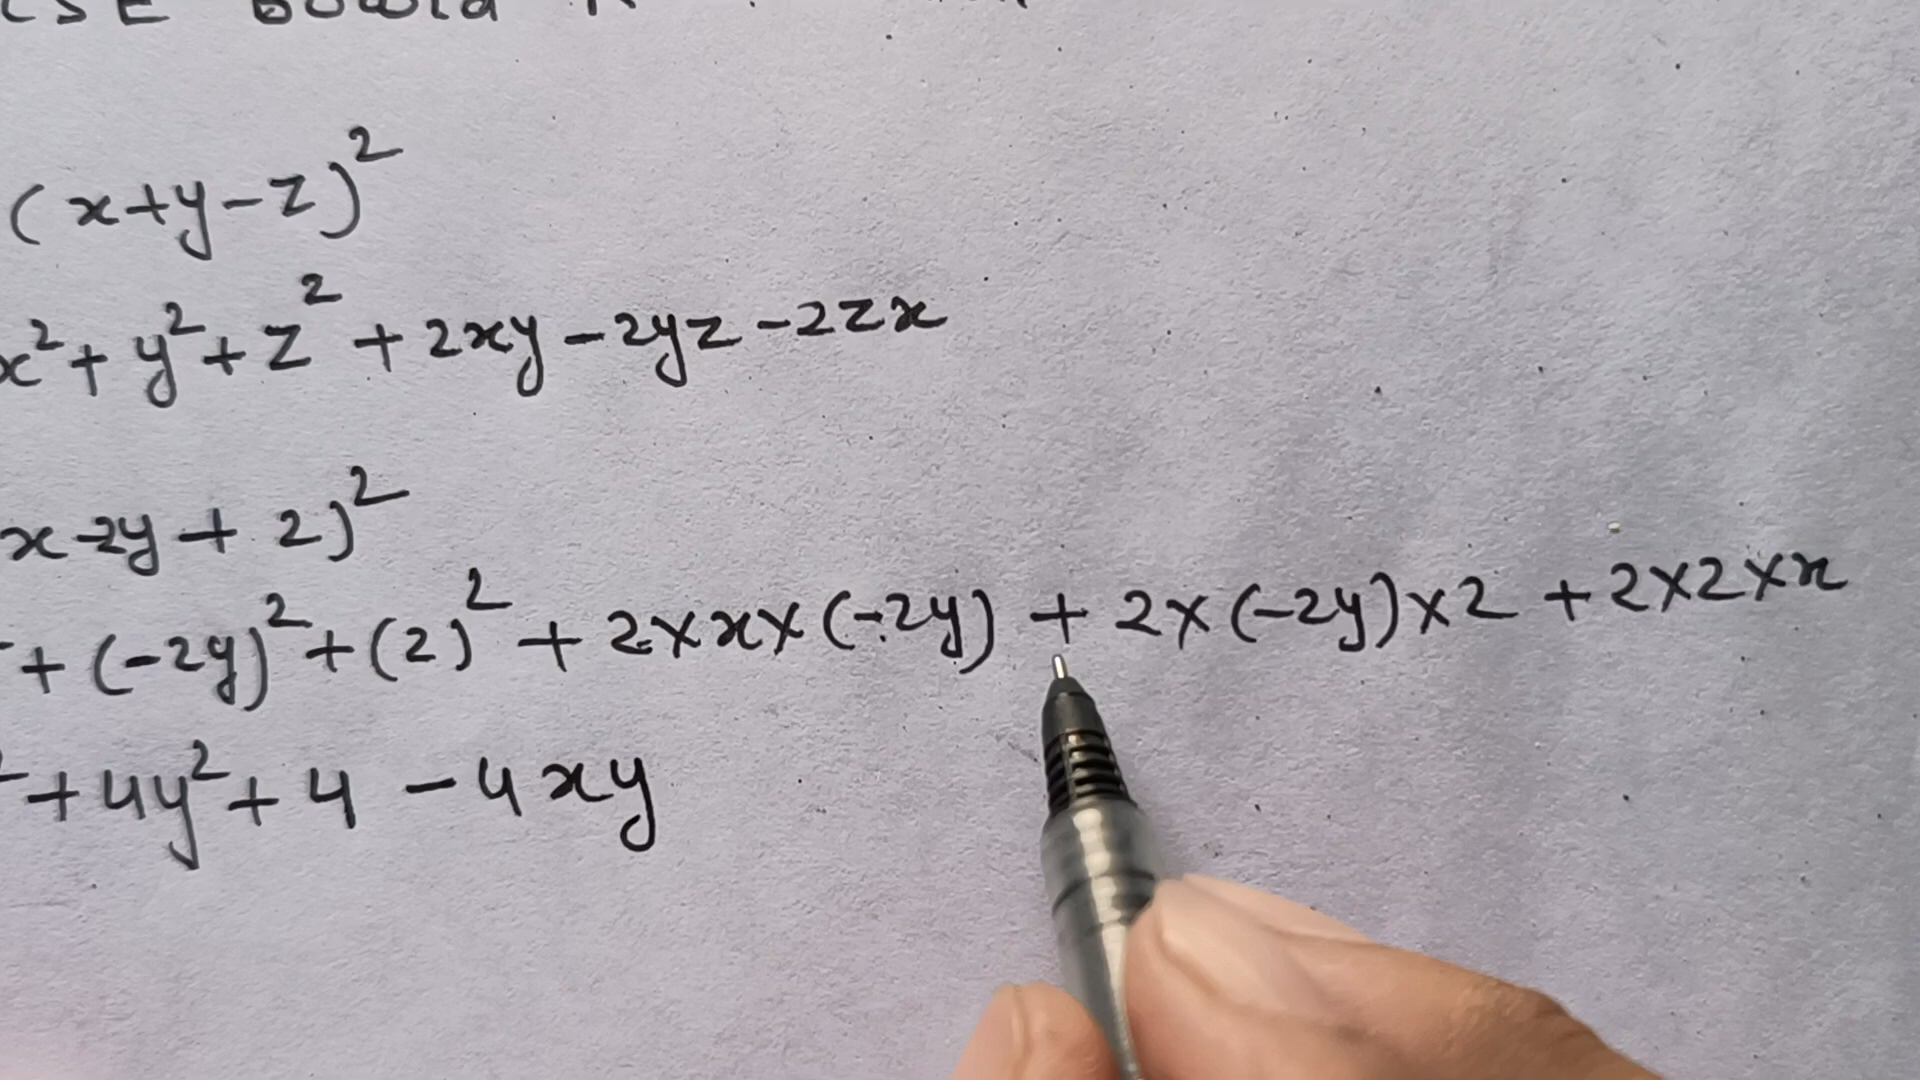 (x+y-z)²
x²+ y²+ z² + 2xy - 2yz - 2zx
x-2y + 2)²
+ (-2y)² + (2)² + 2×x×(-2y) + 2×(-2y)×2 + 2×2×x
+ 4y² + 4 - 4xy